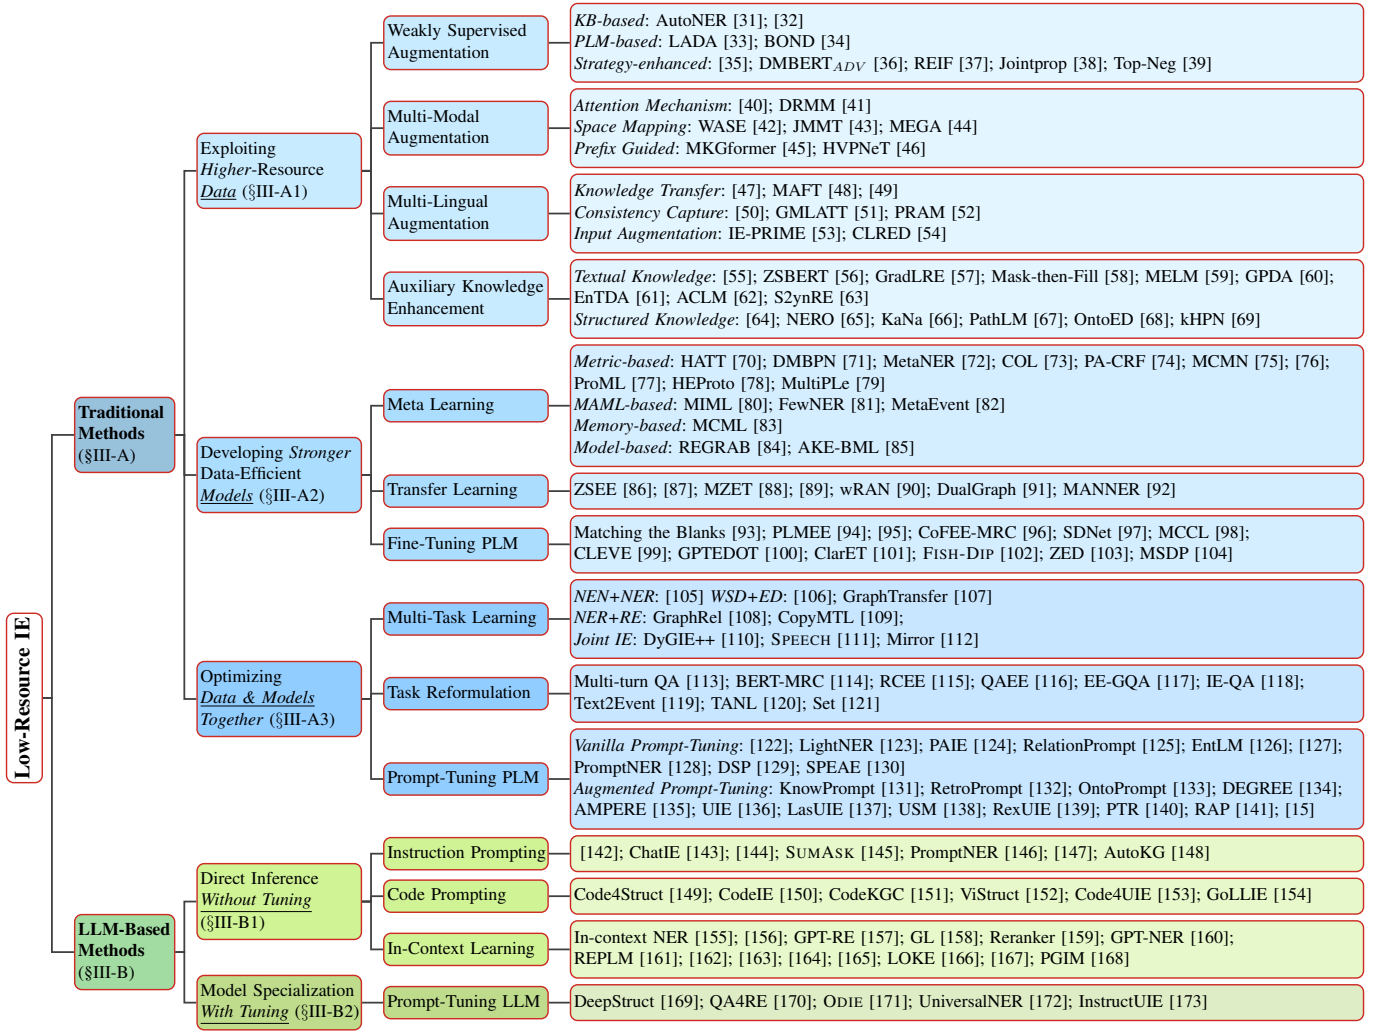 Low-Resource IE
Traditional
Methods
(§III-A)
Exploiting
Higher-Resource
Data (§III-A1)
Weakly Supervised
Augmentation
KB-based: AutoNER [31]; [32]
PLM-based: LADA [33]; BOND [34]
Strategy-enhanced: [35]; DMBERT_ADV [36]; REIF [37]; Jointprop [38]; Top-Neg [39]
Multi-Modal
Augmentation
Attention Mechanism: [40]; DRMM [41]
Space Mapping: WASE [42]; JMMT [43]; MEGA [44]
Prefix Guided: MKGformer [45]; HVPNeT [46]
Multi-Lingual
Augmentation
Knowledge Transfer: [47]; MAFT [48]; [49]
Consistency Capture: [50]; GMLATT [51]; PRAM [52]
Input Augmentation: IE-PRIME [53]; CLRED [54]
Auxiliary Knowledge
Enhancement
Textual Knowledge: [55]; ZSBERT [56]; GradLRE [57]; Mask-then-Fill [58]; MELM [59]; GPDA [60];
EnTDA [61]; ACLM [62]; S2ynRE [63]
Structured Knowledge: [64]; NERO [65]; KaNa [66]; PathLM [67]; OntoED [68]; kHPN [69]
Developing Stronger
Data-Efficient
Models (§III-A2)
Meta Learning
Metric-based: HATT [70]; DMBPN [71]; MetaNER [72]; COL [73]; PA-CRF [74]; MCMN [75]; [76];
ProML [77]; HEProto [78]; MultiPLe [79]
MAML-based: MIML [80]; FewNER [81]; MetaEvent [82]
Memory-based: MCML [83]
Model-based: REGRAB [84]; AKE-BML [85]
Transfer Learning
ZSEE [86]; [87]; MZET [88]; [89]; wRAN [90]; DualGraph [91]; MANNER [92]
Fine-Tuning PLM
Matching the Blanks [93]; PLMEE [94]; [95]; CoFEE-MRC [96]; SDNet [97]; MCCL [98];
CLEVE [99]; GPTEDOT [100]; ClarET [101]; FISH-DIP [102]; ZED [103]; MSDP [104]
Optimizing
Data & Models
Together (§III-A3)
Multi-Task Learning
NEN+NER: [105] WSD+ED: [106]; GraphTransfer [107]
NER+RE: GraphRel [108]; CopyMTL [109];
Joint IE: DyGIE++ [110]; SPEECH [111]; Mirror [112]
Task Reformulation
Multi-turn QA [113]; BERT-MRC [114]; RCEE [115]; QAEE [116]; EE-GQA [117]; IE-QA [118];
Text2Event [119]; TANL [120]; Set [121]
Prompt-Tuning PLM
Vanilla Prompt-Tuning: [122]; LightNER [123]; PAIE [124]; RelationPrompt [125]; EntLM [126]; [127];
PromptNER [128]; DSP [129]; SPEAE [130]
Augmented Prompt-Tuning: KnowPrompt [131]; RetroPrompt [132]; OntoPrompt [133]; DEGREE [134];
AMPERE [135]; UIE [136]; LasUIE [137]; USM [138]; RexUIE [139]; PTR [140]; RAP [141]; [15]
LLM-Based
Methods
(§III-B)
Direct Inference
Without Tuning
(§III-B1)
Instruction Prompting
[142]; ChatIE [143]; [144]; SUMASK [145]; PromptNER [146]; [147]; AutoKG [148]
Code Prompting
Code4Struct [149]; CodeIE [150]; CodeKGC [151]; ViStruct [152]; Code4UIE [153]; GoLLIE [154]
In-Context Learning
In-context NER [155]; [156]; GPT-RE [157]; GL [158]; Reranker [159]; GPT-NER [160];
REPLM [161]; [162]; [163]; [164]; [165]; LOKE [166]; [167]; PGIM [168]
Model Specialization
With Tuning (§III-B2)
Prompt-Tuning LLM
DeepStruct [169]; QA4RE [170]; ODIE [171]; UniversalNER [172]; InstructUIE [173]